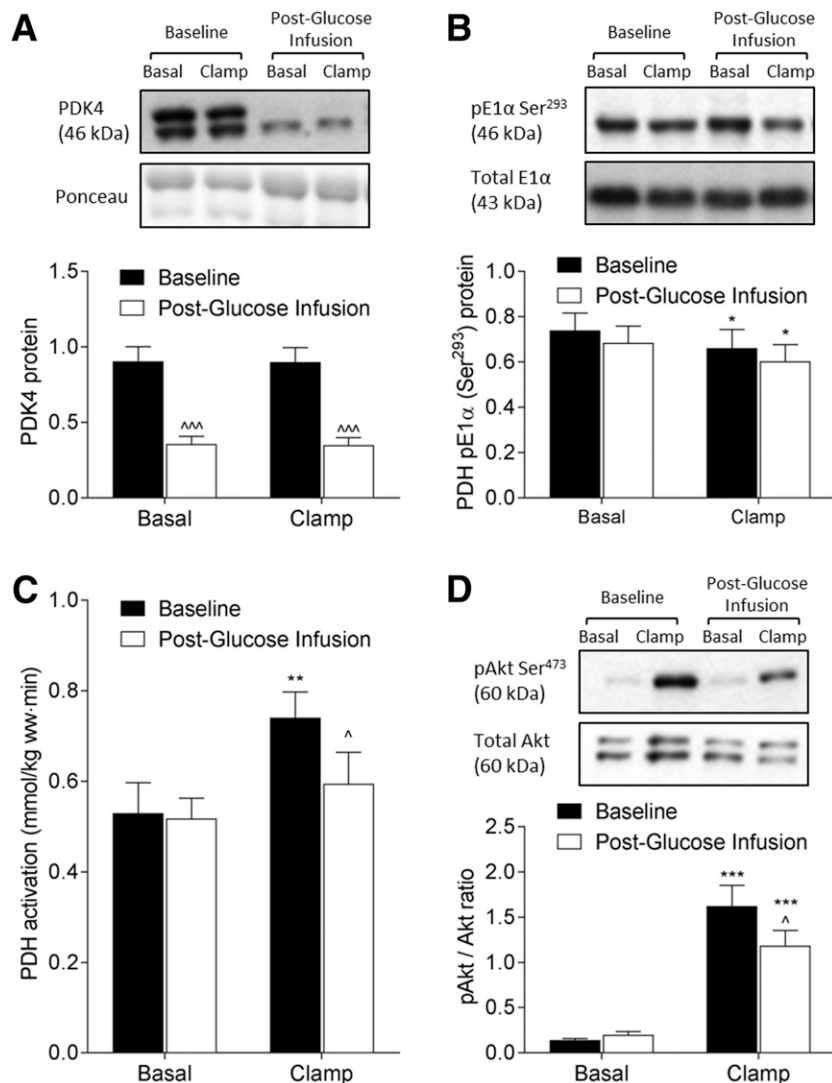 A
Baseline
Post-Glucose
Infusion
Basal Clamp Basal Clamp
PDK4
(46 kDa)
Ponceau
Baseline
Post-Glucose Infusion
PDK4 protein
1.5
1.0
0.5
0.0
^^^
^^^
Basal
Clamp
B
Baseline
Post-Glucose
Infusion
Basal Clamp Basal Clamp
pE1α Ser²⁹³
(46 kDa)
Total E1α
(43 kDa)
Baseline
Post-Glucose Infusion
PDH pE1α (Ser²⁹³) protein
1.0
0.8
0.6
0.4
0.2
0.0
*
*
Basal
Clamp
C
Baseline
Post-Glucose Infusion
PDH activation (mmol/kg ww·min)
1.0
0.8
0.6
0.4
0.2
0.0
**
^
Basal
Clamp
D
Baseline
Post-Glucose
Infusion
Basal Clamp Basal Clamp
pAkt Ser⁴⁷³
(60 kDa)
Total Akt
(60 kDa)
Baseline
Post-Glucose Infusion
pAkt / Akt ratio
2.5
2.0
1.5
1.0
0.5
0.0
***
***
^
Basal
Clamp